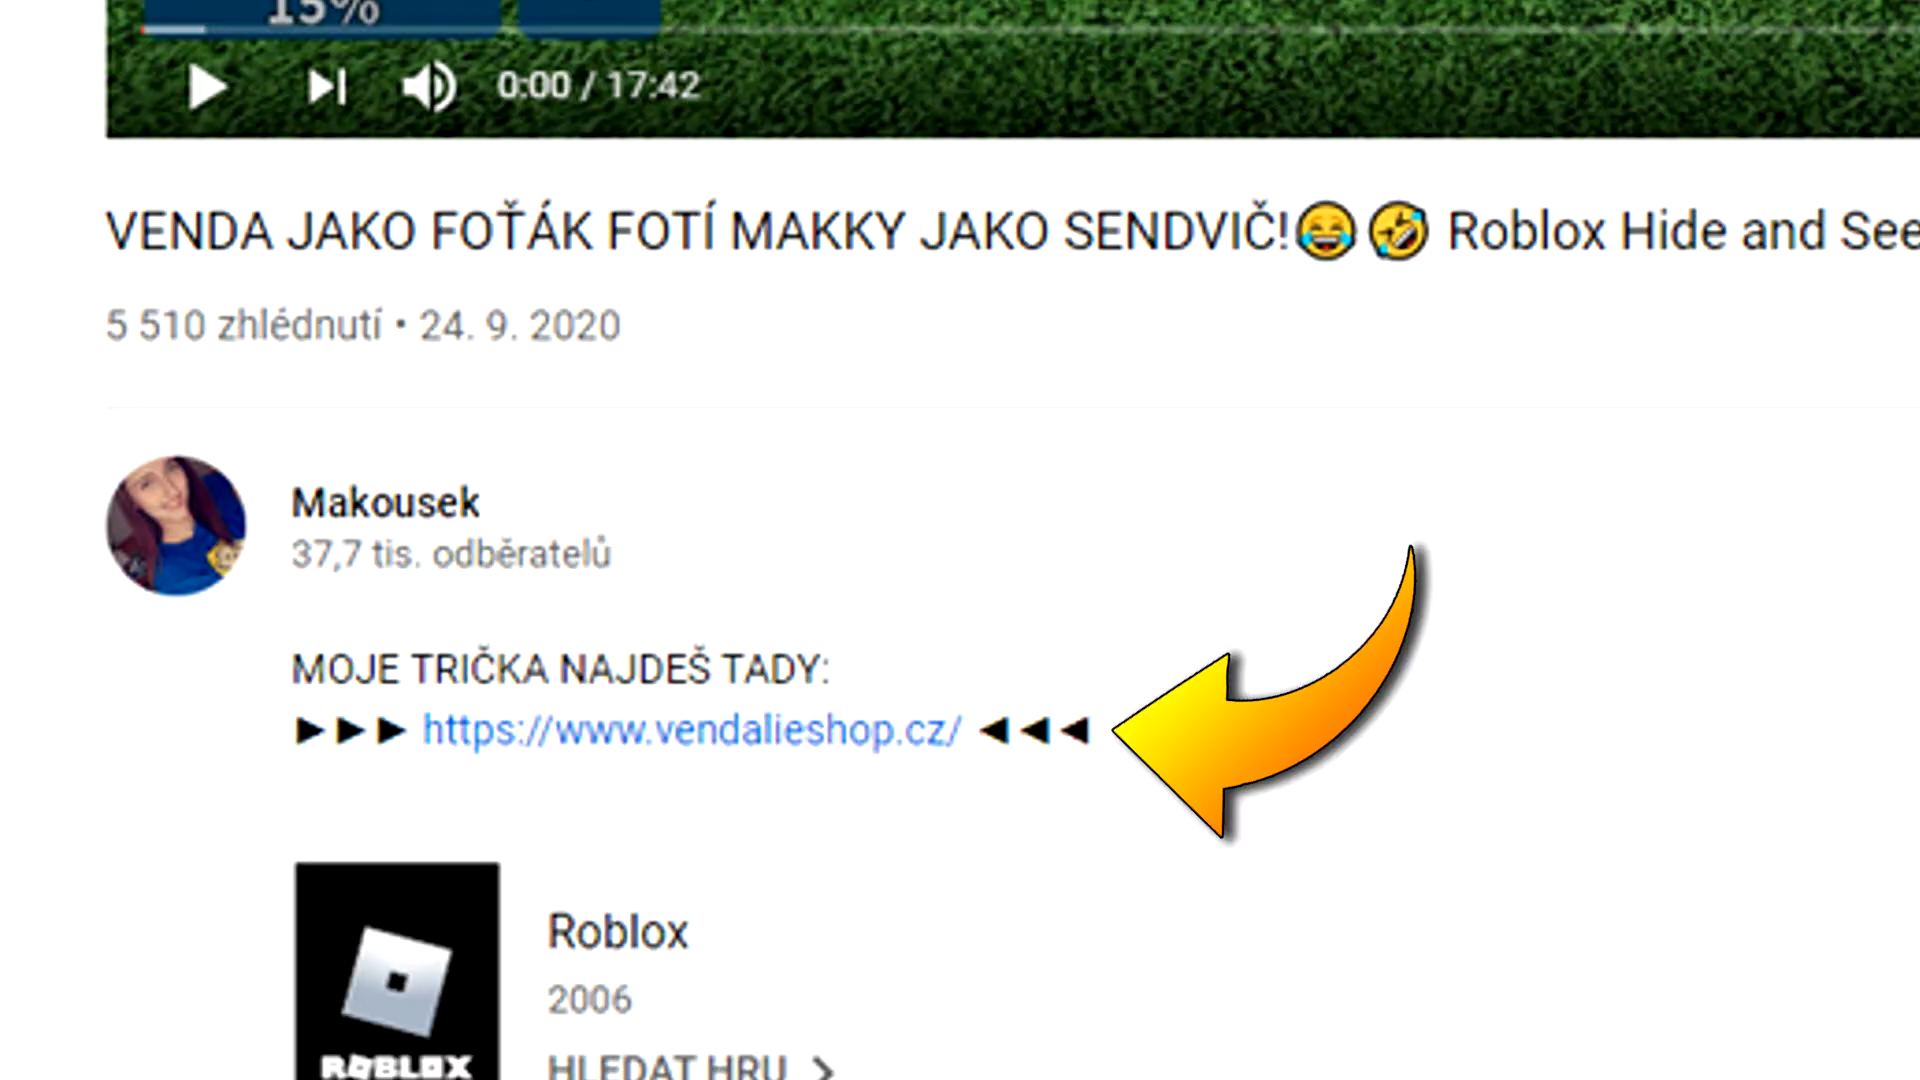 15%
0:00 / 17:42
VENDA JAKO FOŤÁK FOTÍ MAKKY JAKO SENDVIČ!😂🤣 Roblox Hide and See
5 510 zhlédnutí • 24. 9. 2020
Makousek
37,7 tis. odběratelů
MOJE TRIČKA NAJDEŠ TADY:
►►► https://www.vendalieshop.cz/ ◄◄◄
Roblox
2006
ROBLOX
HLEDAT HRU >